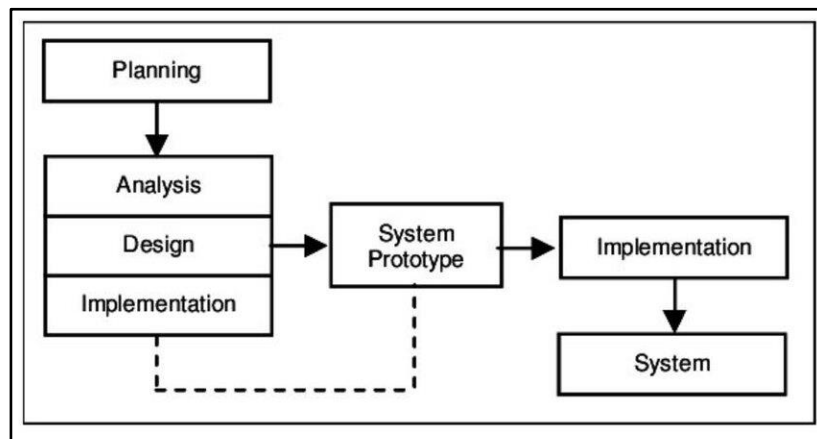 Planning
Analysis
Design
Implementation
System
Prototype
Implementation
System